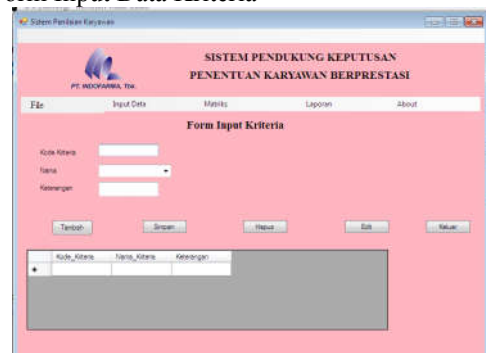 Form Input Data Kriteria
Sistem Penilaian Karyawan
SISTEM PENDUKUNG KEPUTUSAN
PENENTUAN KARYAWAN BERPRESTASI
PT. INDOFARMA, Tbk.
File Input Data Matriks Laporan About
Form Input Kriteria
Kode Kriteria
Nama
Keterangan
Tambah Simpan Hapus Edit Keluar
Kode_Kriteria Nama_Kriteria Keterangan